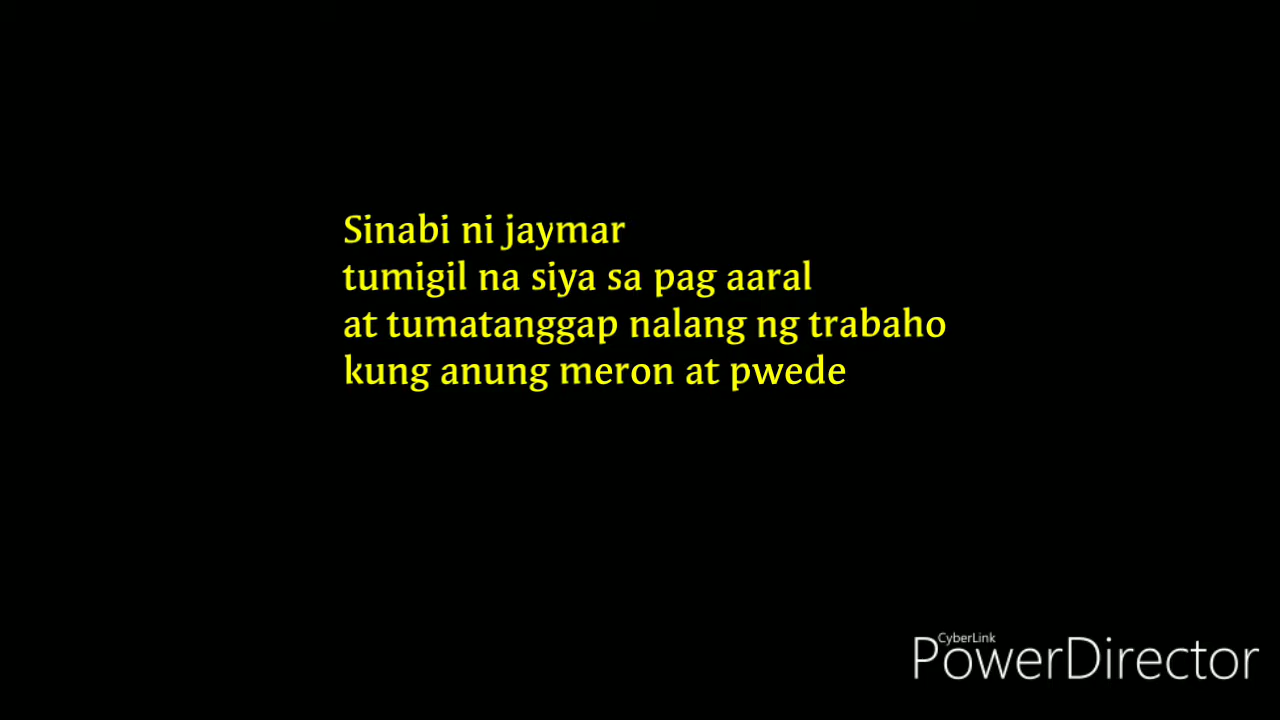 Sinabi ni jaymar
tumigil na siya sa pag aaral
at tumatanggap nalang ng trabaho
kung anung meron at pwede
CyberLink
PowerDirector